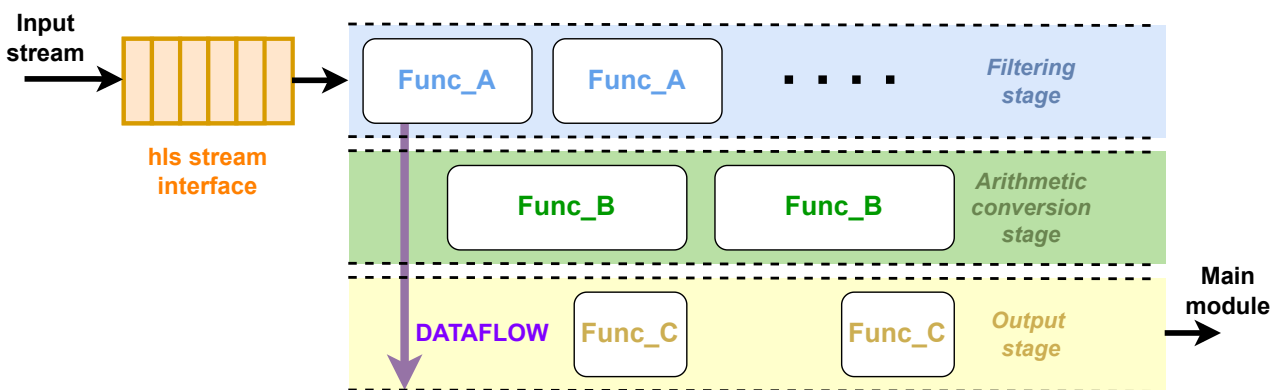 Input
stream
hls stream
interface
Func_A
Func_A
Filtering
stage
Func_B
Func_B
Arithmetic
conversion
stage
DATAFLOW
Func_C
Func_C
Output
stage
Main
module